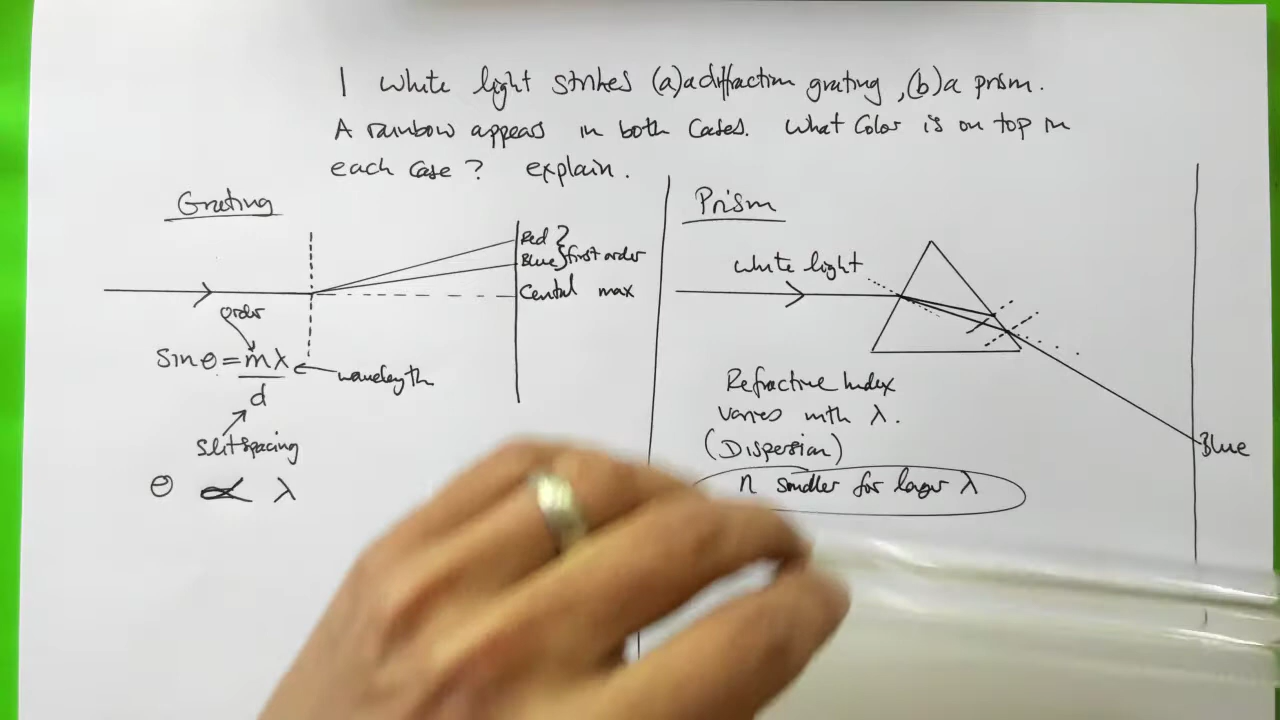 1 White light strikes (a) a diffraction grating, (b) a prism.
A rainbow appears in both cases. What color is on top in
each case? explain.
Grating
Red } first order
Blue
Central max
order
sin θ = mλ / d
wavelength
slit spacing
θ ∝ λ
Prism
White light
Refractive Index
varies with λ.
(Dispersion)
n smaller for larger λ
Blue